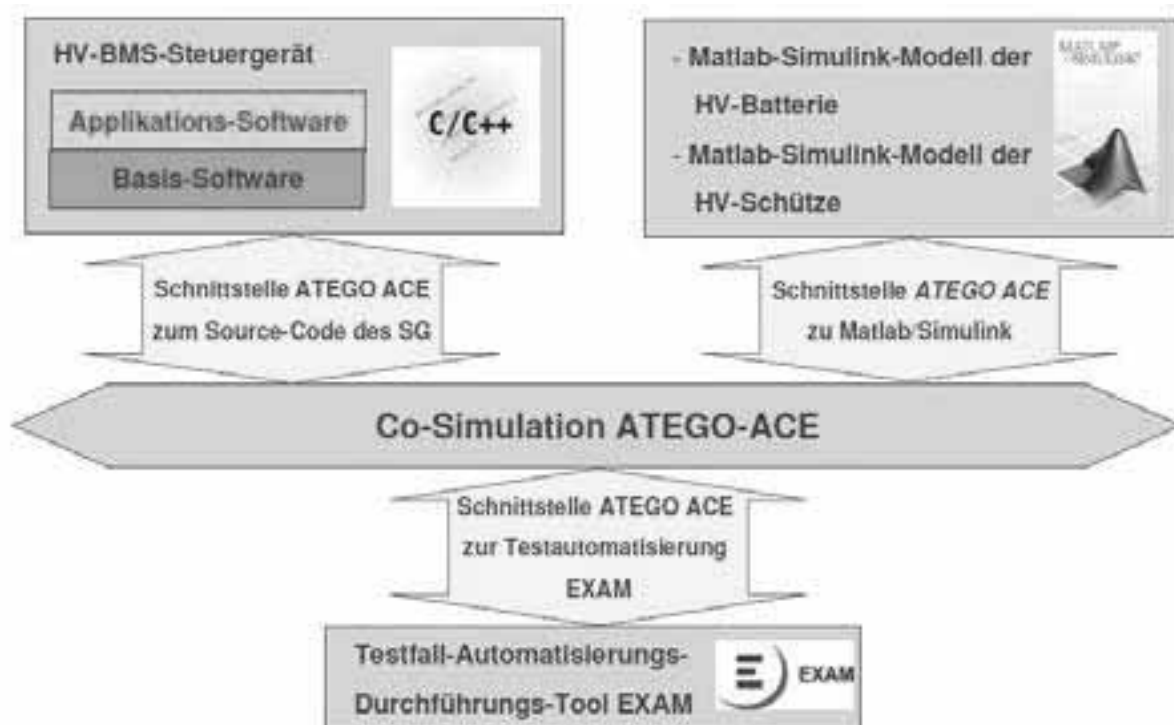 HV-BMS-Steuergerät
Applikations-Software
Basis-Software
C/C++
- Matlab-Simulink-Modell der
HV-Batterie
- Matlab-Simulink-Modell der
HV-Schütze
Schnittstelle ATEGO ACE
zum Source-Code des SG
Schnittstelle ATEGO ACE
zu Matlab/Simulink
Co-Simulation ATEGO-ACE
Schnittstelle ATEGO ACE
zur Testautomatisierung
EXAM
Testfall-Automatisierungs-
Durchführungs-Tool EXAM
EXAM